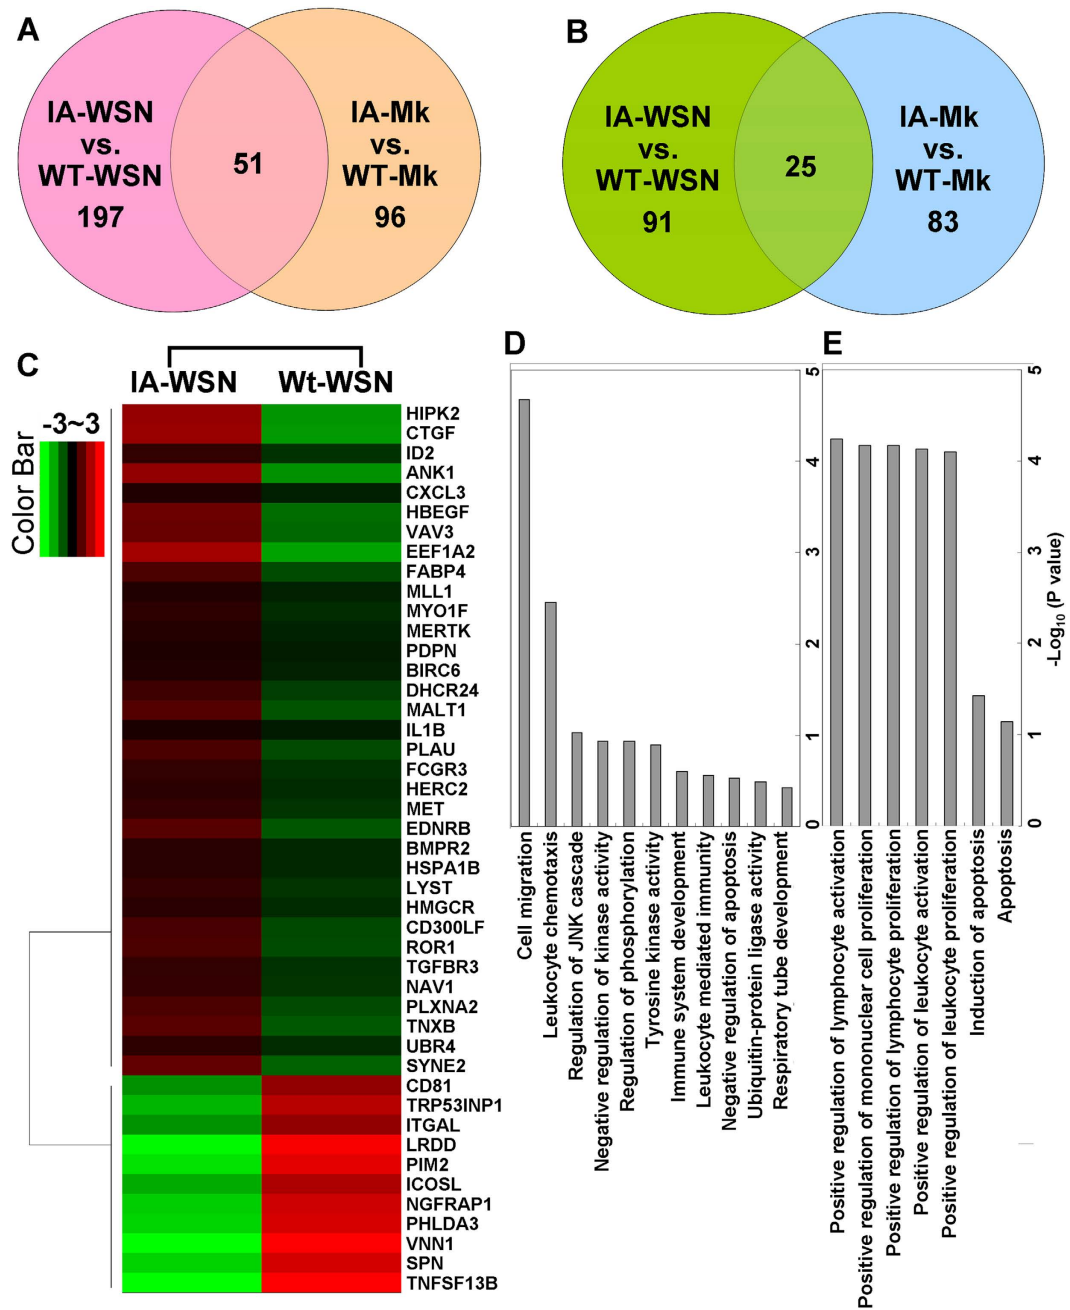 A
IA-WSN
vs.
WT-WSN
197
51
IA-Mk
vs.
WT-Mk
96
B
IA-WSN
vs.
WT-WSN
91
25
IA-Mk
vs.
WT-Mk
83
C
IA-WSN
Wt-WSN
-3~3
Color Bar
HIPK2
CTGF
ID2
ANK1
CXCL3
HBEGF
VAV3
EEF1A2
FABP4
MLL1
MYO1F
MERTK
PDPN
BIRC6
DHCR24
MALT1
IL1B
PLAU
FCGR3
HERC2
MET
EDNRB
BMPR2
HSPA1B
LYST
HMGCR
CD300LF
ROR1
TGFBR3
NAV1
PLXNA2
TNXB
UBR4
SYNE2
CD81
TRP53INP1
ITGAL
LRDD
PIM2
ICOSL
NGFRAP1
PHLDA3
VNN1
SPN
TNFSF13B
D
5
4
3
2
1
0
Cell migration
Leukocyte chemotaxis
Regulation of JNK cascade
Negative regulation of kinase activity
Regulation of phosphorylation
Tyrosine kinase activity
Immune system development
Leukocyte mediated immunity
Negative regulation of apoptosis
Ubiquitin-protein ligase activity
Respiratory tube development
E
5
4
3
2
1
0
-Log10 (P value)
Positive regulation of lymphocyte activation
Positive regulation of mononuclear cell proliferation
Positive regulation of lymphocyte proliferation
Positive regulation of leukocyte activation
Positive regulation of leukocyte proliferation
Induction of apoptosis
Apoptosis